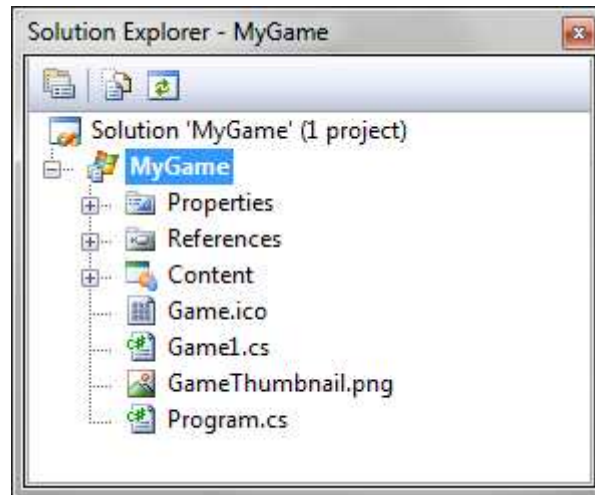 Solution Explorer - MyGame
Solution 'MyGame' (1 project)
MyGame
Properties
References
Content
Game.ico
Game1.cs
GameThumbnail.png
Program.cs